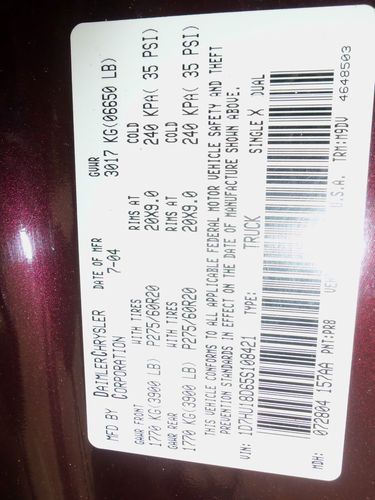 MFD BY DAIMLERCHRYSLER CORPORATION DATE OF MFR 7-04 GVWR 3017 KG(06650 LB)
GAWR FRONT WITH TIRES RIMS AT COLD
1770 KG(3900 LB) P275/60R20 20X9.0 240 KPA( 35 PSI)
GAWR REAR WITH TIRES RIMS AT COLD
1770 KG(3900 LB) P275/60R20 20X9.0 240 KPA( 35 PSI)
THIS VEHICLE CONFORMS TO ALL APPLICABLE FEDERAL MOTOR VEHICLE SAFETY AND THEFT
PREVENTION STANDARDS IN EFFECT ON THE DATE OF MANUFACTURE SHOWN ABOVE.
VIN: 1D7HU18D65S108421 TYPE: TRUCK SINGLE X DUAL
MDH: 072804 157AA PNT:PR8 VEH U.S.A. TRM:M9DV
4648503